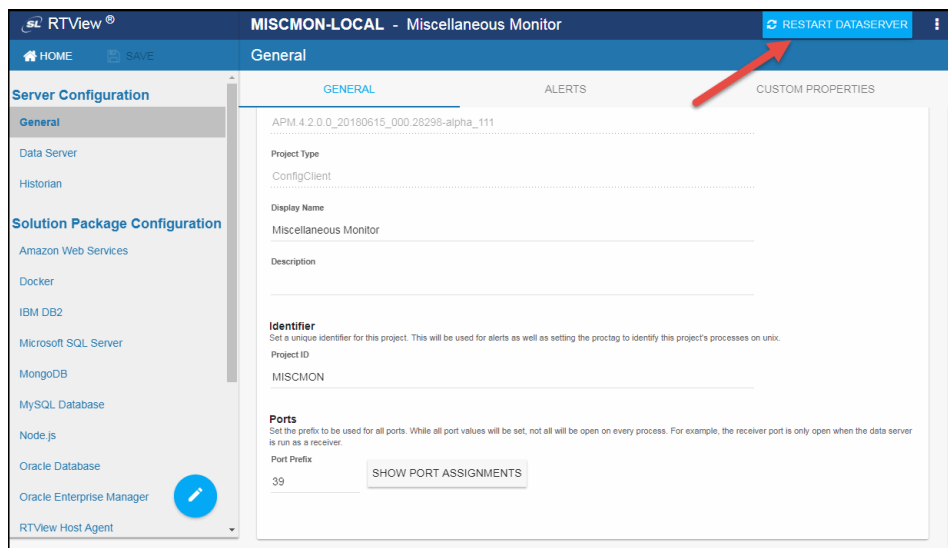 SL RTView ®
MISCMON-LOCAL - Miscellaneous Monitor
RESTART DATASERVER
HOME
SAVE
General
Server Configuration
General
Data Server
Historian
Solution Package Configuration
Amazon Web Services
Docker
IBM DB2
Microsoft SQL Server
MongoDB
MySQL Database
Node.js
Oracle Database
Oracle Enterprise Manager
RTView Host Agent
GENERAL
ALERTS
CUSTOM PROPERTIES
APM.4.2.0.0_20180615_000.28298-alpha_111
Project Type
ConfigClient
Display Name
Miscellaneous Monitor
Description
Identifier
Set a unique identifier for this project. This will be used for alerts as well as setting the proctag to identify this project's processes on unix.
Project ID
MISCMON
Ports
Set the prefix to be used for all ports. While all port values will be set, not all will be open on every process. For example, the receiver port is only open when the data server
is run as a receiver.
Port Prefix
39
SHOW PORT ASSIGNMENTS